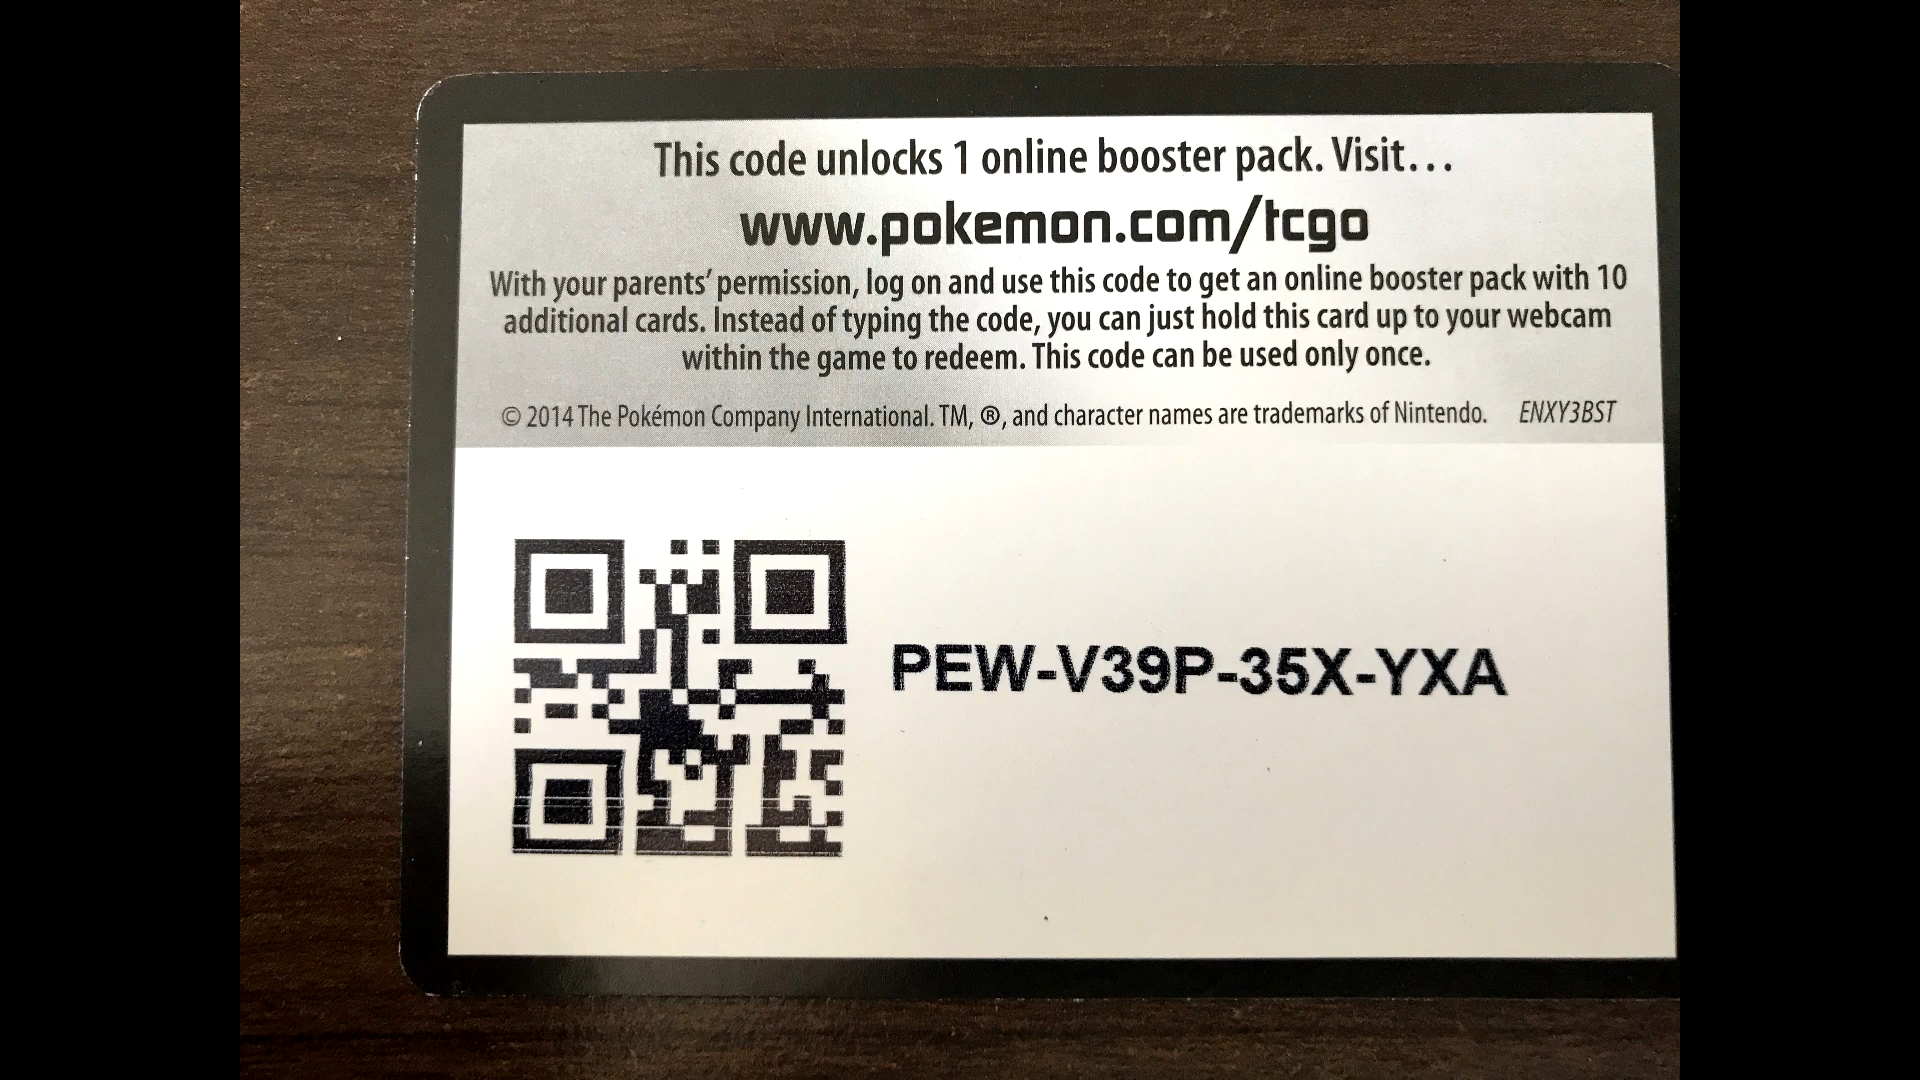 This code unlocks 1 online booster pack. Visit…
www.pokemon.com/tcgo
With your parents’ permission, log on and use this code to get an online booster pack with 10
additional cards. Instead of typing the code, you can just hold this card up to your webcam
within the game to redeem. This code can be used only once.
© 2014 The Pokémon Company International. TM, ®, and character names are trademarks of Nintendo. ENXY3BST
PEW-V39P-35X-YXA